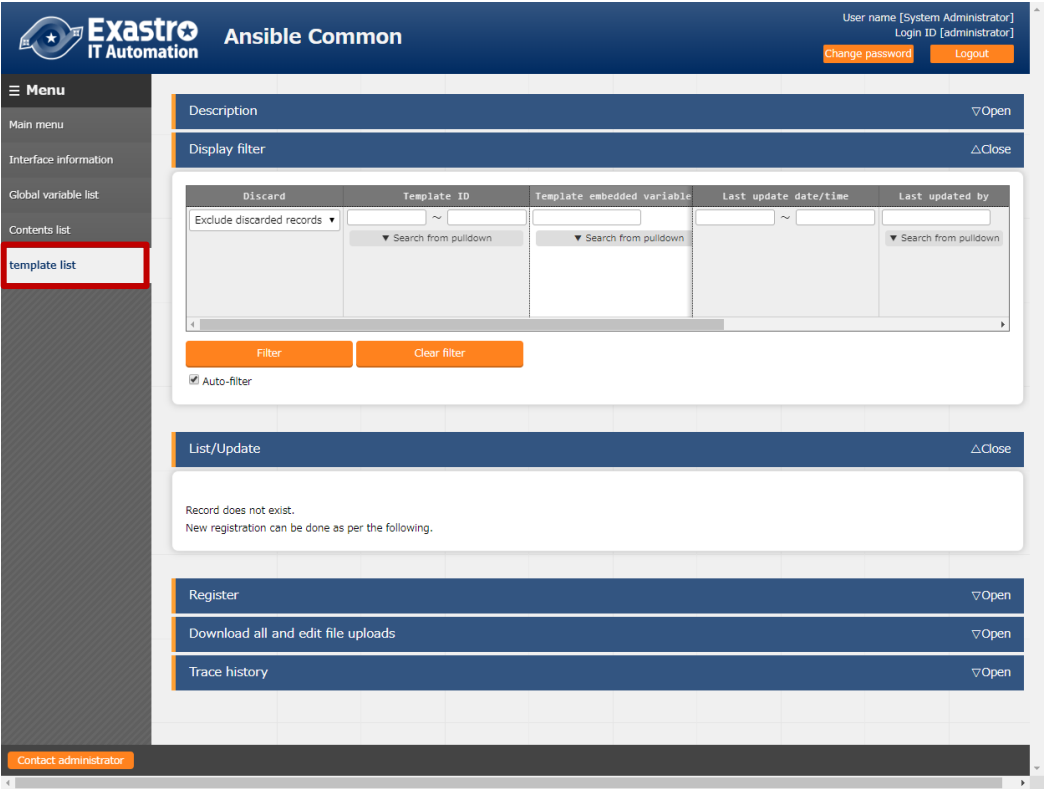 Exastro
IT Automation
Ansible Common
User name [System Administrator]
Login ID [administrator]
Change password
Logout
☰ Menu
Main menu
Interface information
Global variable list
Contents list
template list
Description
▽Open
Display filter
△Close
Discard
Template ID
Template embedded variable
Last update date/time
Last updated by
Exclude discarded records ▼
~
~
▼ Search from pulldown
▼ Search from pulldown
▼ Search from pulldown
Filter
Clear filter
Auto-filter
List/Update
△Close
Record does not exist.
New registration can be done as per the following.
Register
▽Open
Download all and edit file uploads
▽Open
Trace history
▽Open
Contact administrator